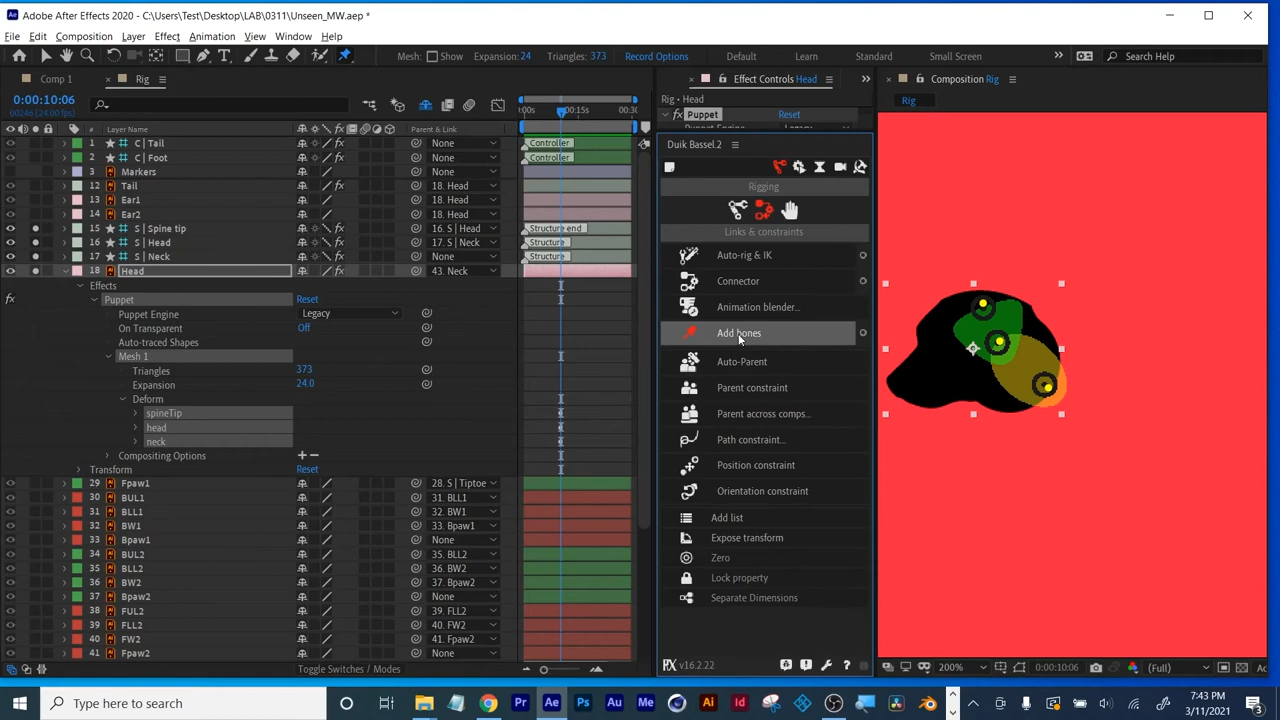 Adobe After Effects 2020 - C:\Users\Test\Desktop\LAB\0311\Unseen_MW.aep *
File Edit Composition Layer Effect Animation View Window Help
Mesh: Show Expansion: 24 Triangles: 373 Record Options Default Learn Standard Small Screen >> Search Help
Comp 1 × Rig
0:00:10:06
00246 (24.00 fps)
:00s 00:15s 00:30
# Layer Name Parent & Link
1 C | Tail None Controller
2 C | Foot None Controller
3 Markers None
12 Tail 18. Head
13 Ear1 18. Head
14 Ear2 18. Head
15 S | Spine tip 16. S | Head Structure end
16 S | Head 17. S | Neck Structure
17 S | Neck None Structure
18 Head 43. Neck
Effects
fx Puppet Reset
Puppet Engine Legacy
On Transparent Off
Auto-traced Shapes
Mesh 1
Triangles 373
Expansion 24.0
Deform
spineTip
head
neck
Compositing Options + −
Transform Reset
29 Fpaw1 28. S | Tiptoe
30 BUL1 31. BLL1
31 BLL1 32. BW1
32 BW1 33. Bpaw1
33 Bpaw1 None
34 BUL2 35. BLL2
35 BLL2 36. BW2
36 BW2 37. Bpaw2
37 Bpaw2 None
38 FUL2 39. FLL2
39 FLL2 40. FW2
40 FW2 41. Fpaw2
41 Fpaw2 None
Toggle Switches / Modes
× Effect Controls Head >>
Rig • Head
fx Puppet Reset
Duik Bassel.2
Rigging
Links & constraints
Auto-rig & IK
Connector
Animation blender...
Add bones
Auto-Parent
Parent constraint
Parent accross comps...
Path constraint...
Position constraint
Orientation constraint
Add list
Expose transform
Zero
Lock property
Separate Dimensions
RX v16.2.22
× Composition Rig
Rig
200% 0:00:10:06 (Full)
Type here to search
7:43 PM
3/11/2021